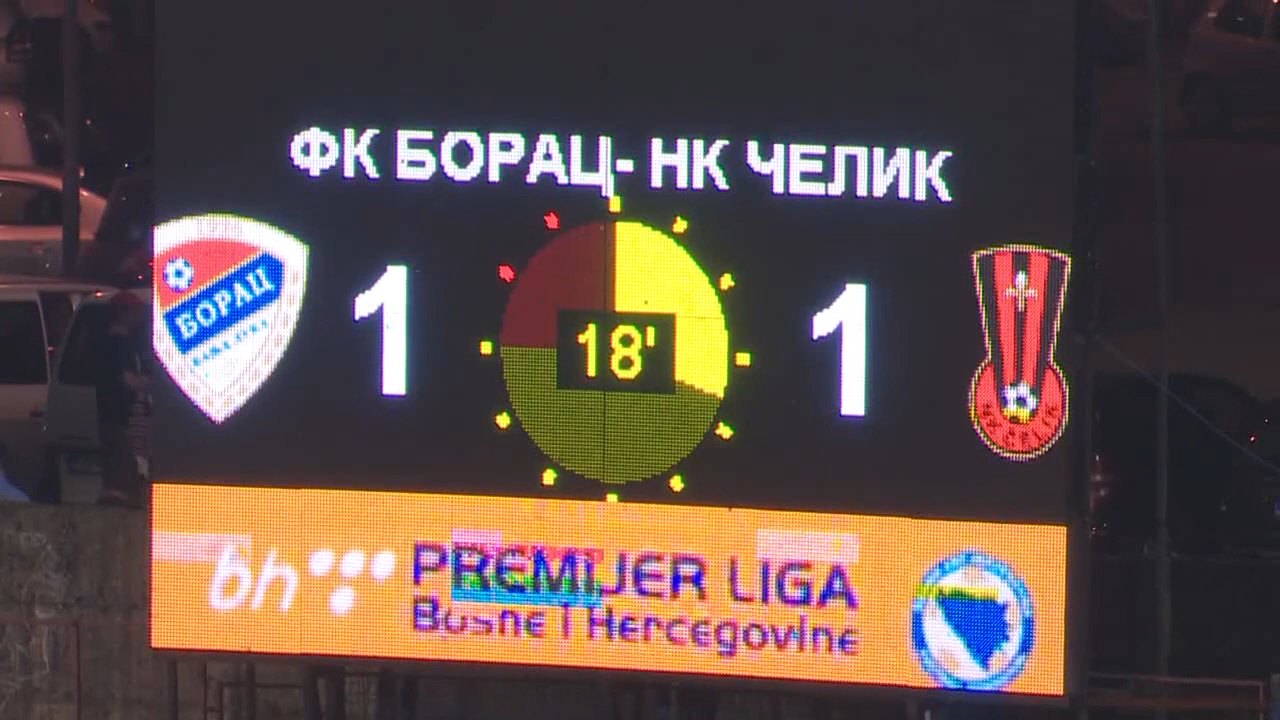 ФК БОРАЦ- НК ЧЕЛИК
БОРАЦ
1
18'
1
bh
PREMIJER LIGA
Bosne i Hercegovine